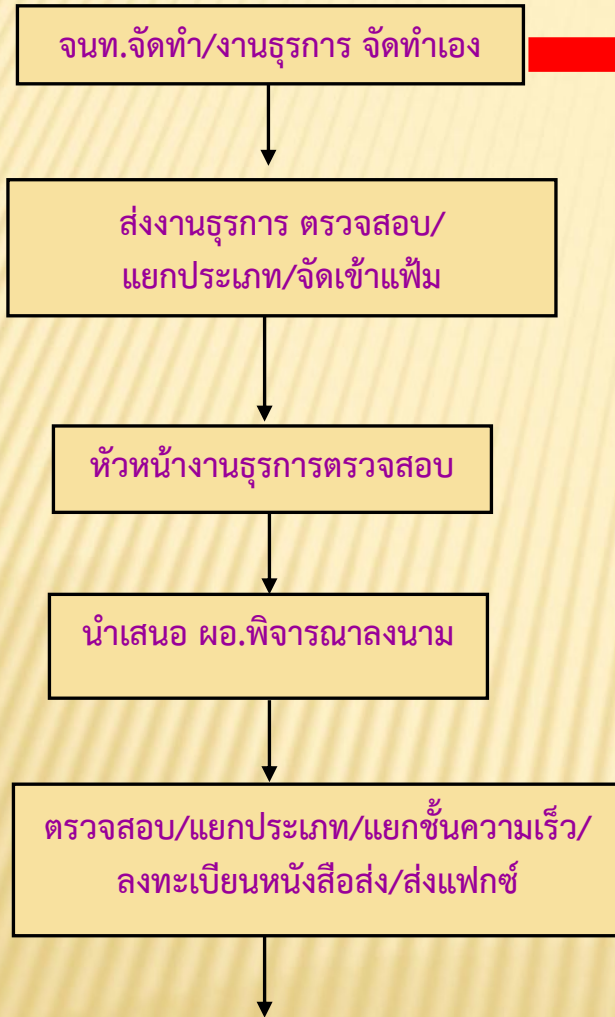 จนท.จัดทำ/งานธุรการ จัดทำเอง
ส่งงานธุรการ ตรวจสอบ/
แยกประเภท/จัดเข้าแฟ้ม
หัวหน้างานธุรการตรวจสอบ
นำเสนอ ผอ.พิจารณาลงนาม
ตรวจสอบ/แยกประเภท/แยกชั้นความเร็ว/
ลงทะเบียนหนังสือส่ง/ส่งแฟกซ์